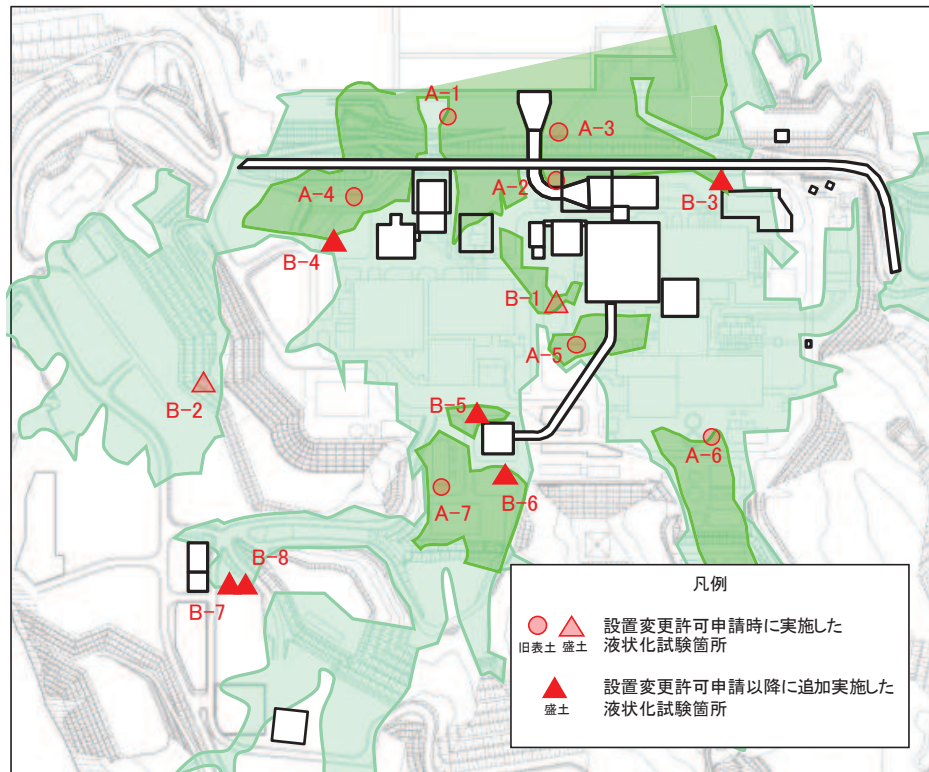 A-1
A-3
A-4
A-2
B-3
B-4
B-1
A-5
B-2
B-5
A-6
A-7
B-6
B-8
B-7
凡例
旧表土 盛土 設置変更許可申請時に実施した
液状化試験箇所
盛土 設置変更許可申請以降に追加実施した
液状化試験箇所